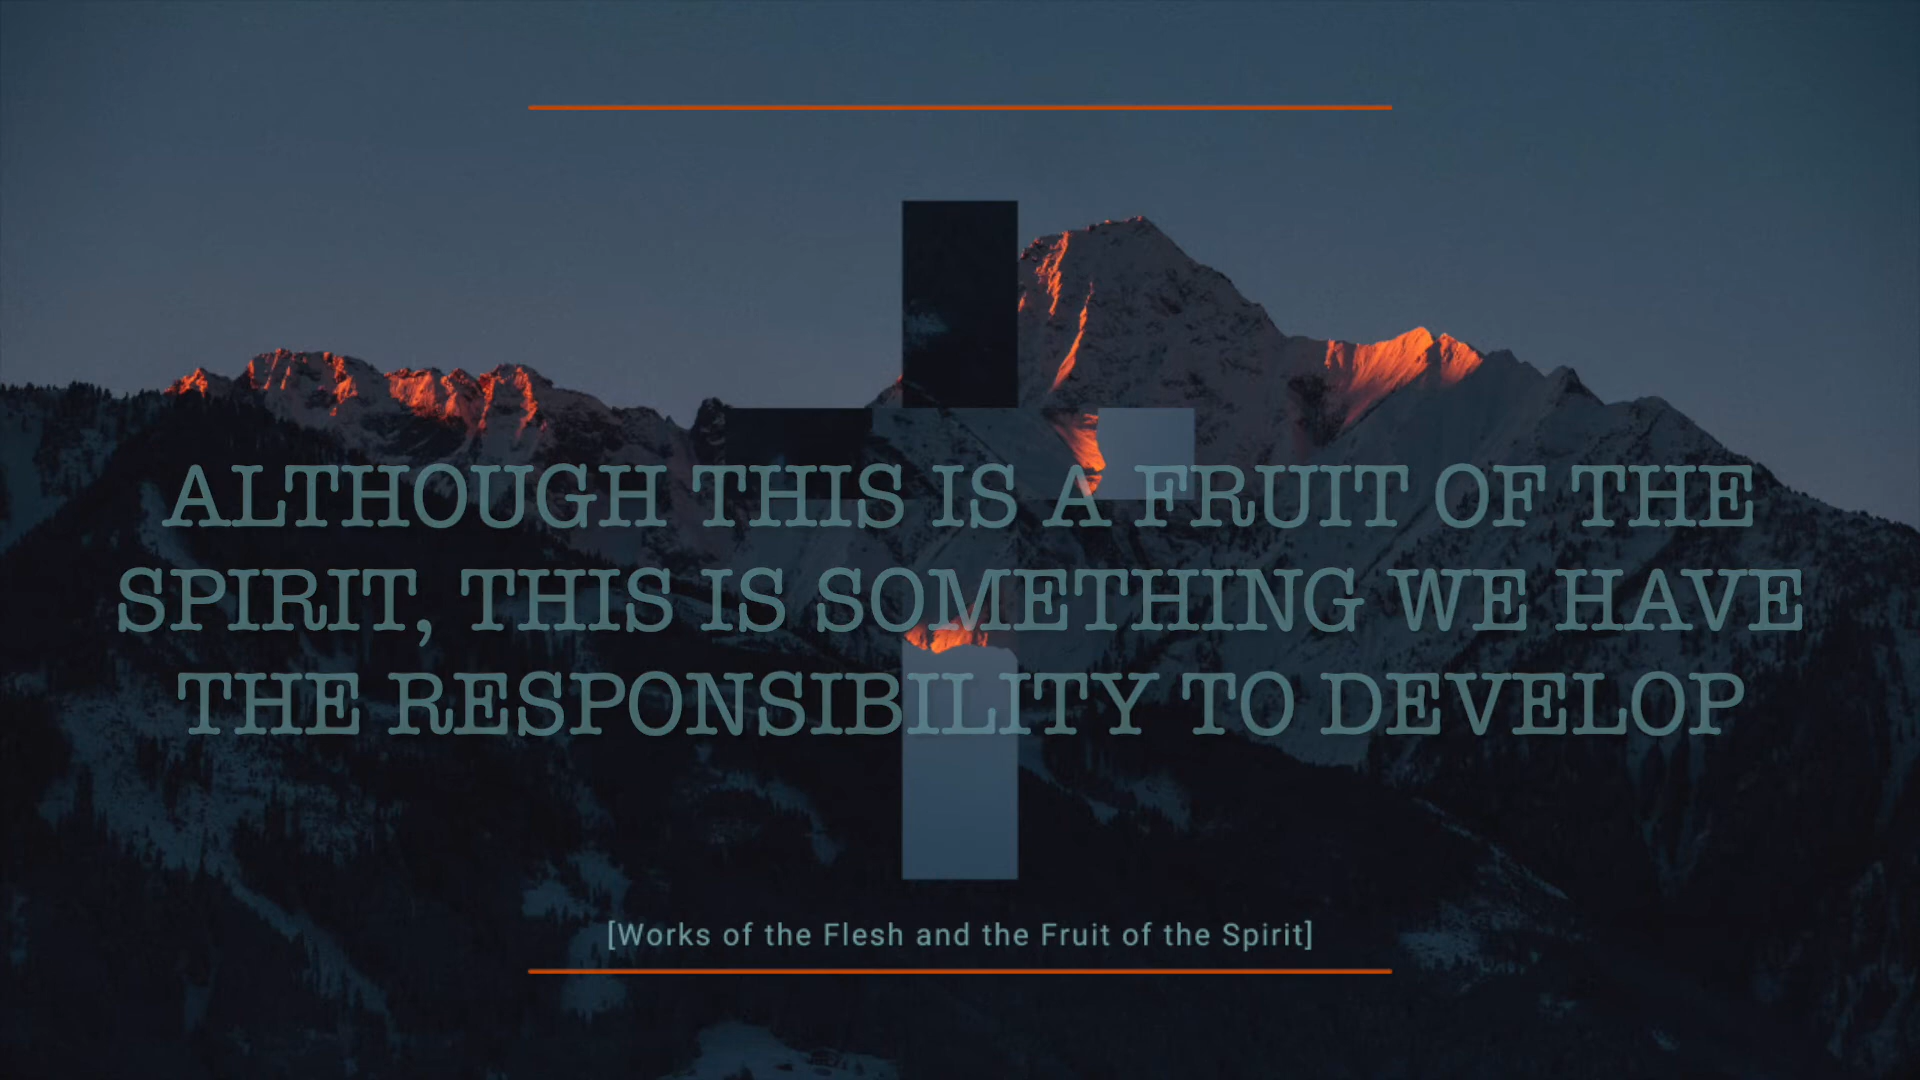 ALTHOUGH THIS IS A FRUIT OF THE
SPIRIT, THIS IS SOMETHING WE HAVE
THE RESPONSIBILITY TO DEVELOP
[Works of the Flesh and the Fruit of the Spirit]